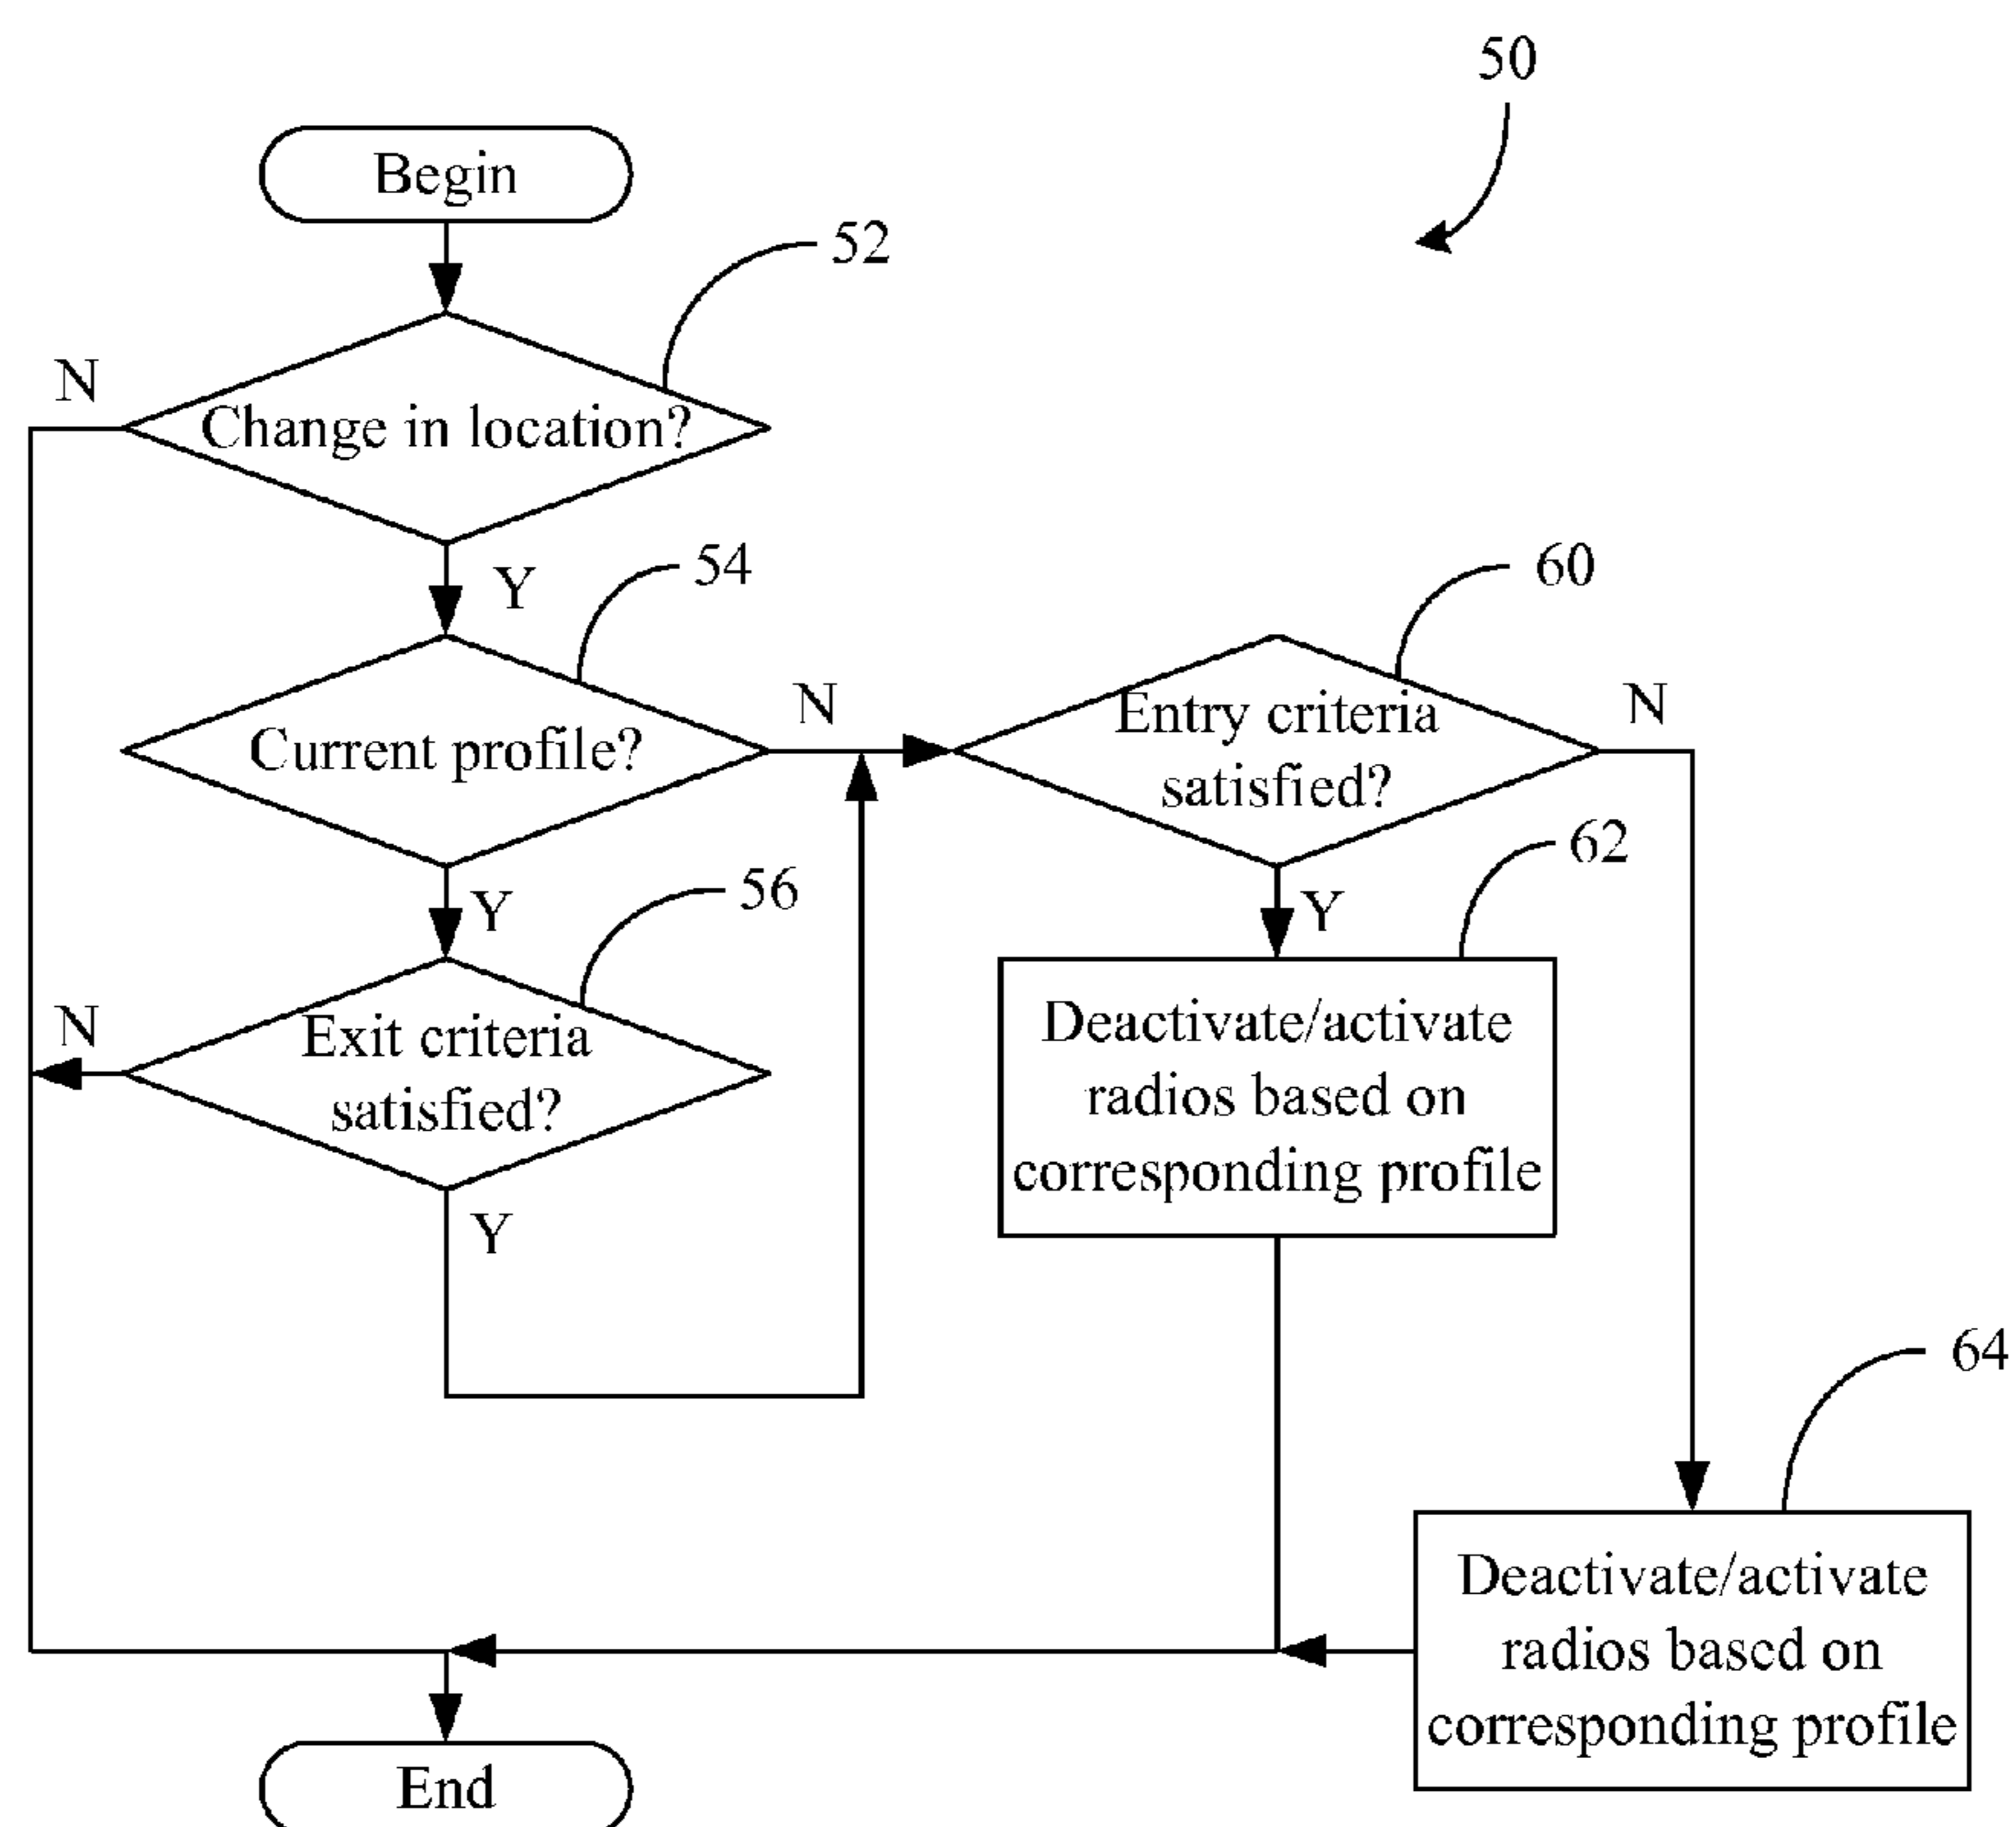 50
Begin
52
N
Change in location?
Y
54
60
Current profile?
N
Entry criteria
satisfied?
N
62
Y
56
Y
N
Exit criteria
satisfied?
Deactivate/activate
radios based on
corresponding profile
Y
64
Deactivate/activate
radios based on
corresponding profile
End